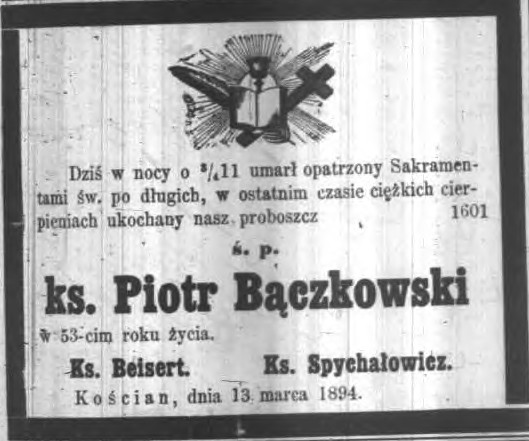 Dziś w nocy o ³/₄11 umarł opatrzony Sakramen-
tami św. po długich, w ostatnim czasie ciężkich cier-
pieniach ukochany nasz proboszcz 1601
ś. p.
ks. Piotr Bączkowski
w 53-cim roku życia.
Ks. Beisert. Ks. Spychałowicz.
Kościan, dnia 13 marca 1894.